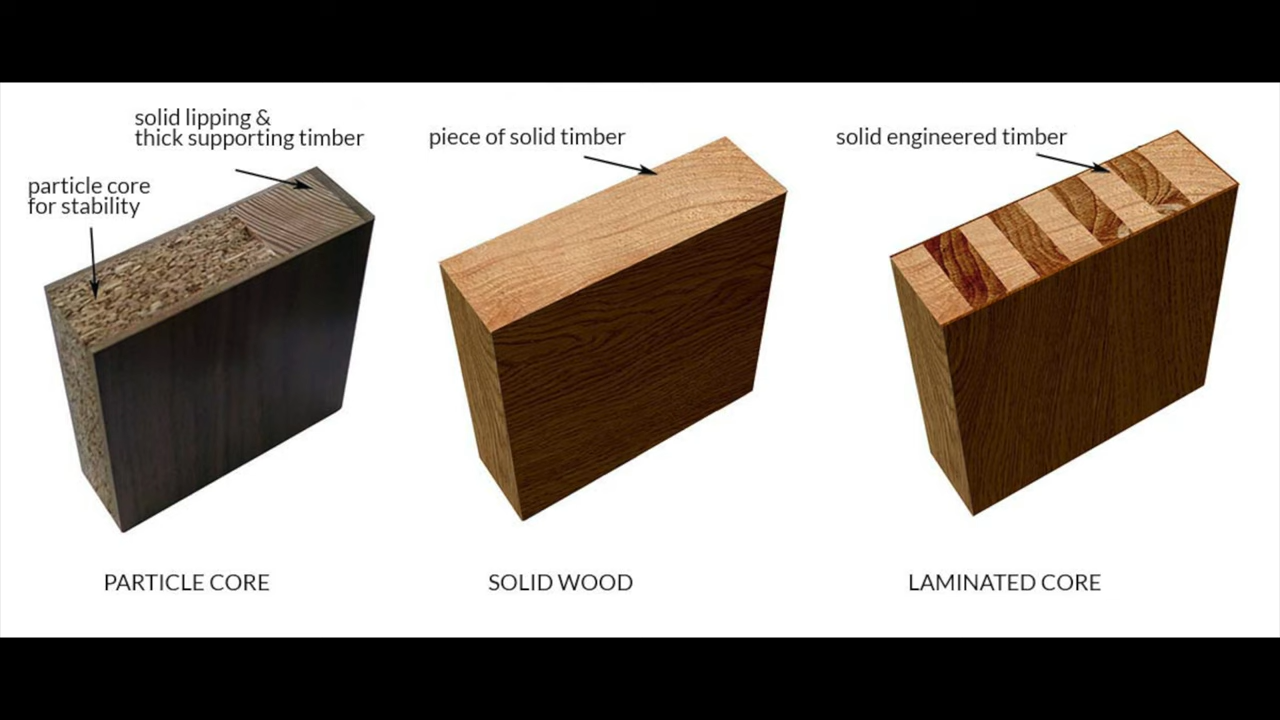 solid lipping &
thick supporting timber
particle core
for stability
piece of solid timber
solid engineered timber
PARTICLE CORE
SOLID WOOD
LAMINATED CORE